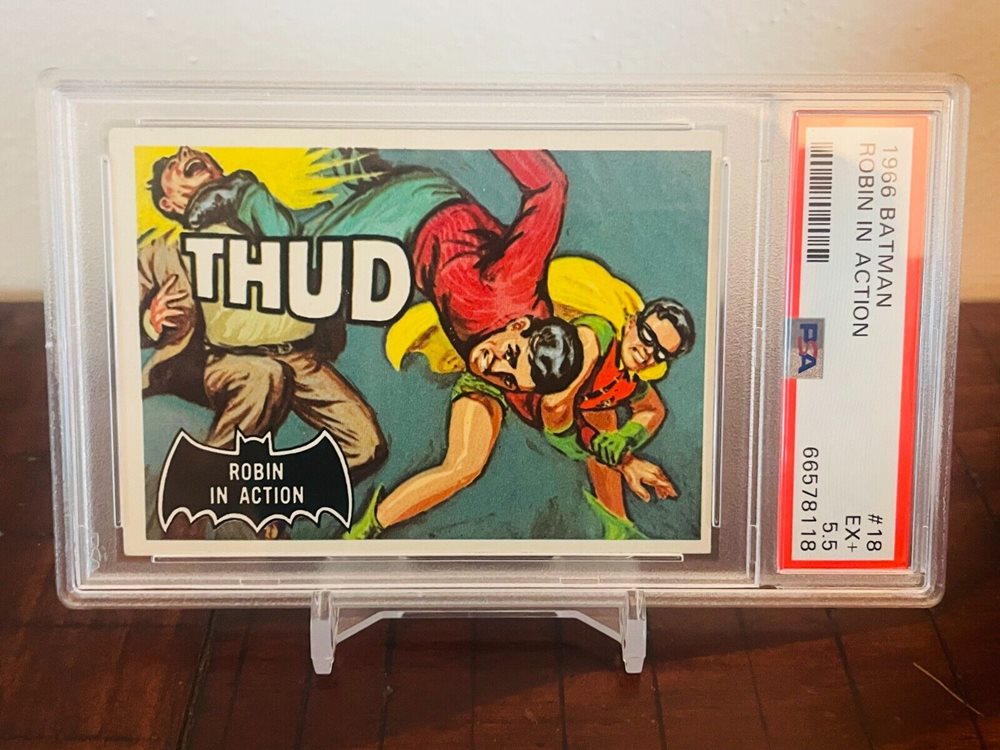 THUD
ROBIN
IN ACTION
1966 BATMAN
ROBIN IN ACTION
#18
EX+
5.5
66578118
PSA